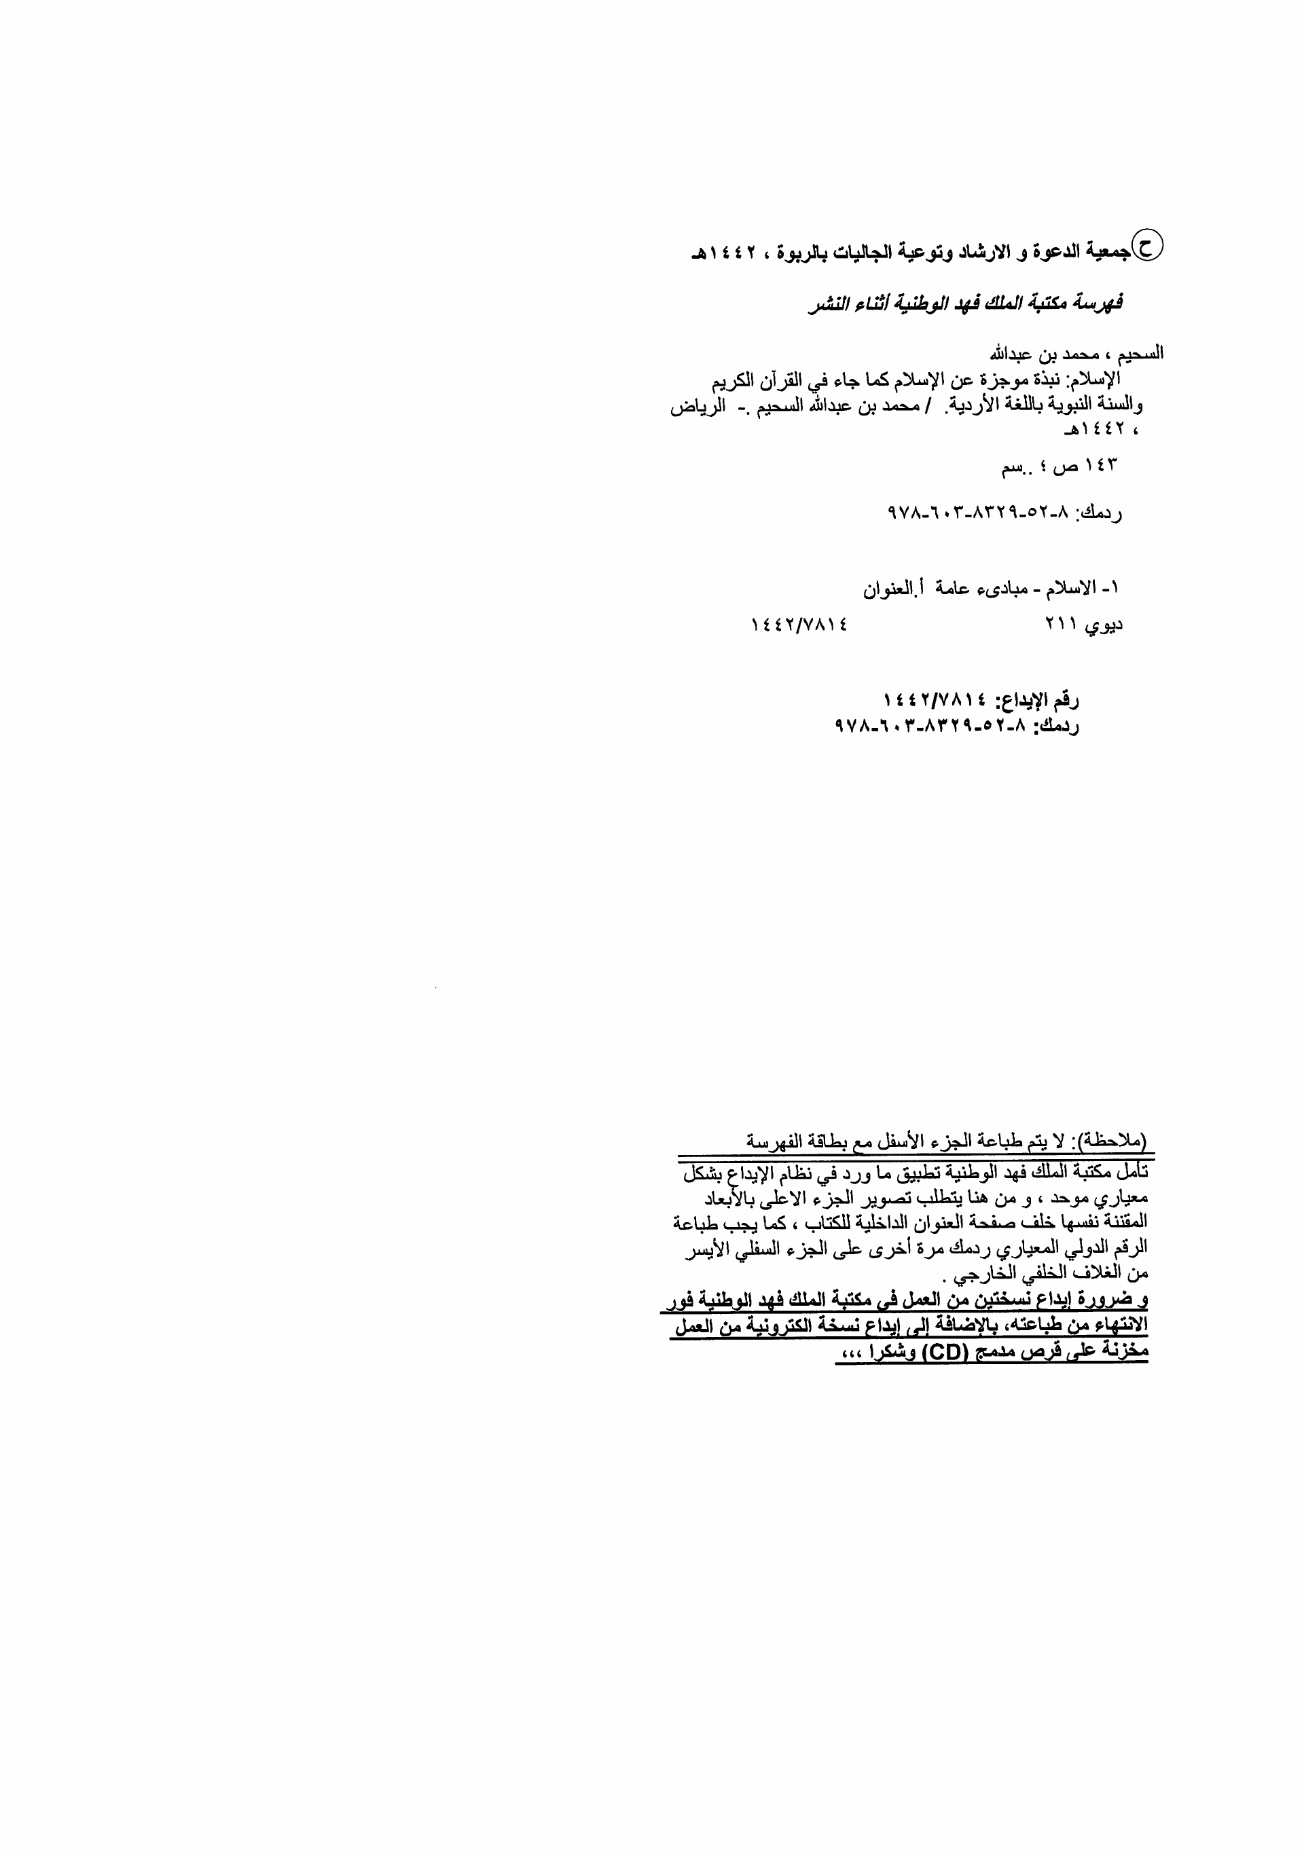 ح جمعية الدعوة و الارشاد وتوعية الجاليات بالربوة ، ١٤٤٢هـ
فهرسة مكتبة الملك فهد الوطنية أثناء النشر
السحيم ، محمد بن عبدالله
الإسلام: نبذة موجزة عن الإسلام كما جاء في القرآن الكريم
والسنة النبوية باللغة الأردية. / محمد بن عبدالله السحيم .- الرياض
، ١٤٤٢هـ
١٤٣ ص ؛ ..سم
ردمك: ٨-٥٢-٨٣٢٩-٦٠٣-٩٧٨
١- الاسلام - مبادىء عامة أ.العنوان
ديوي ٢١١ ١٤٤٢/٧٨١٤
رقم الإيداع: ١٤٤٢/٧٨١٤
ردمك: ٨-٥٢-٨٣٢٩-٦٠٣-٩٧٨
(ملاحظة): لا يتم طباعة الجزء الأسفل مع بطاقة الفهرسة
تأمل مكتبة الملك فهد الوطنية تطبيق ما ورد في نظام الإيداع بشكل
معياري موحد ، و من هنا يتطلب تصوير الجزء الاعلى بالأبعاد
المقننة نفسها خلف صفحة العنوان الداخلية للكتاب ، كما يجب طباعة
الرقم الدولي المعياري ردمك مرة أخرى على الجزء السفلي الأيسر
من الغلاف الخلفي الخارجي .
و ضرورة إيداع نسختين من العمل في مكتبة الملك فهد الوطنية فور
الانتهاء من طباعته، بالإضافة إلى إيداع نسخة الكترونية من العمل
مخزنة على قرص مدمج (CD) وشكرا ،،،